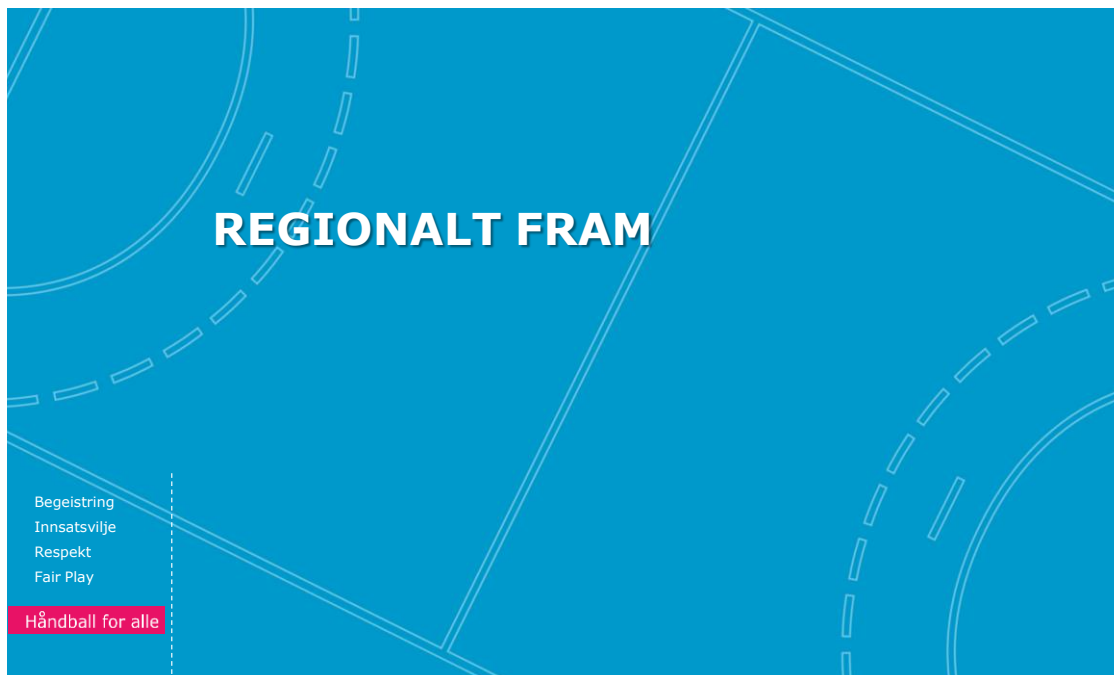 REGIONALT FRAM
Begeistring
Innsatsvilje
Respekt
Fair Play
Håndball for alle